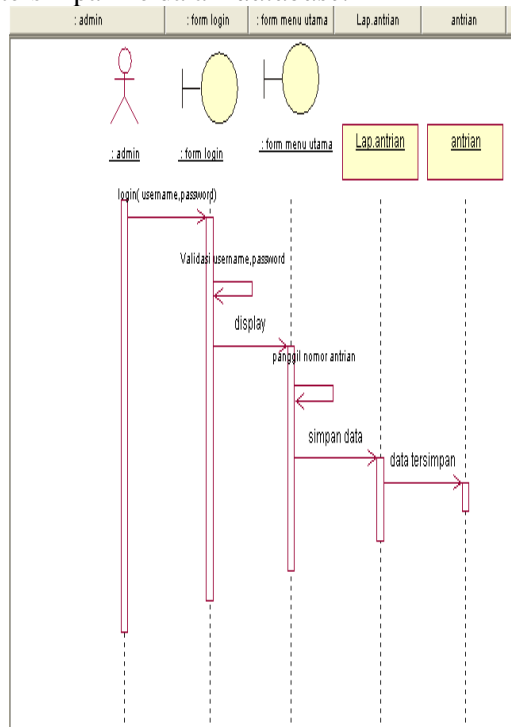 : admin : form login : form menu utama Lap.antrian antrian
: admin : form login : form menu utama Lap.antrian antrian
login( username,password)
Validasi username,password
display
panggil nomor antrian
simpan data
data tersimpan